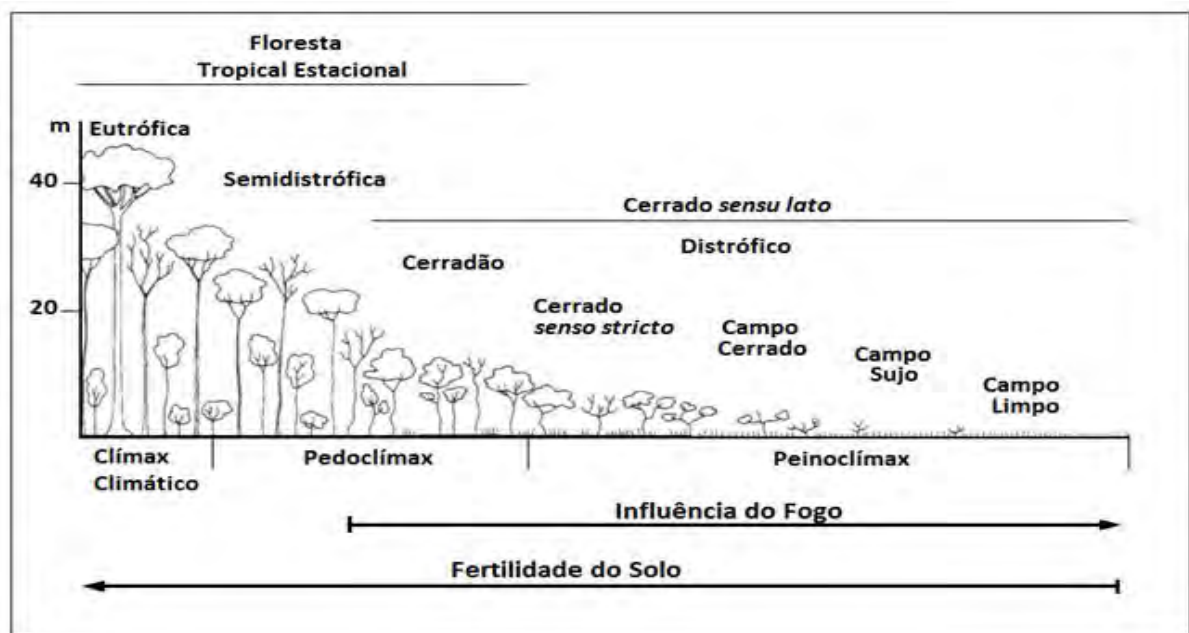 Floresta
Tropical Estacional
m
Eutrófica
40
Semidistrófica
Cerrado sensu lato
Distrófico
Cerradão
20
Cerrado
senso stricto
Campo
Cerrado
Campo
Sujo
Campo
Limpo
Clímax
Climático
Pedoclímax
Peinoclímax
Influência do Fogo
Fertilidade do Solo